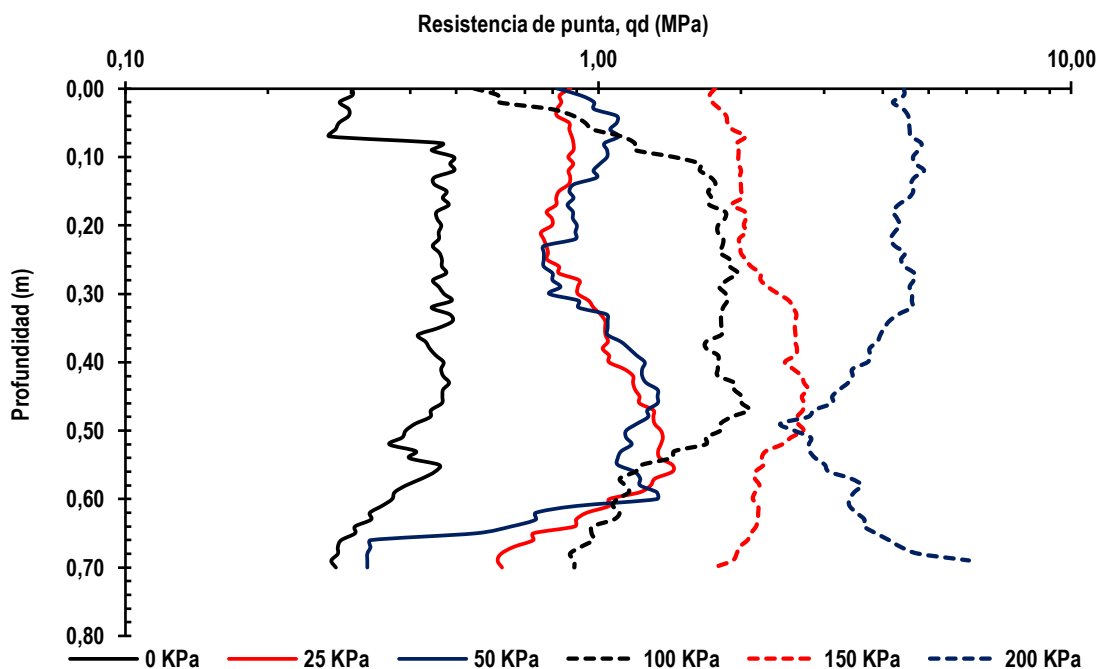 Resistencia de punta, qd (MPa)
0,10 1,00 10,00
0,00
0,10
0,20
0,30
0,40
0,50
0,60
0,70
0,80
Profundidad (m)
0 KPa 25 KPa 50 KPa 100 KPa 150 KPa 200 KPa